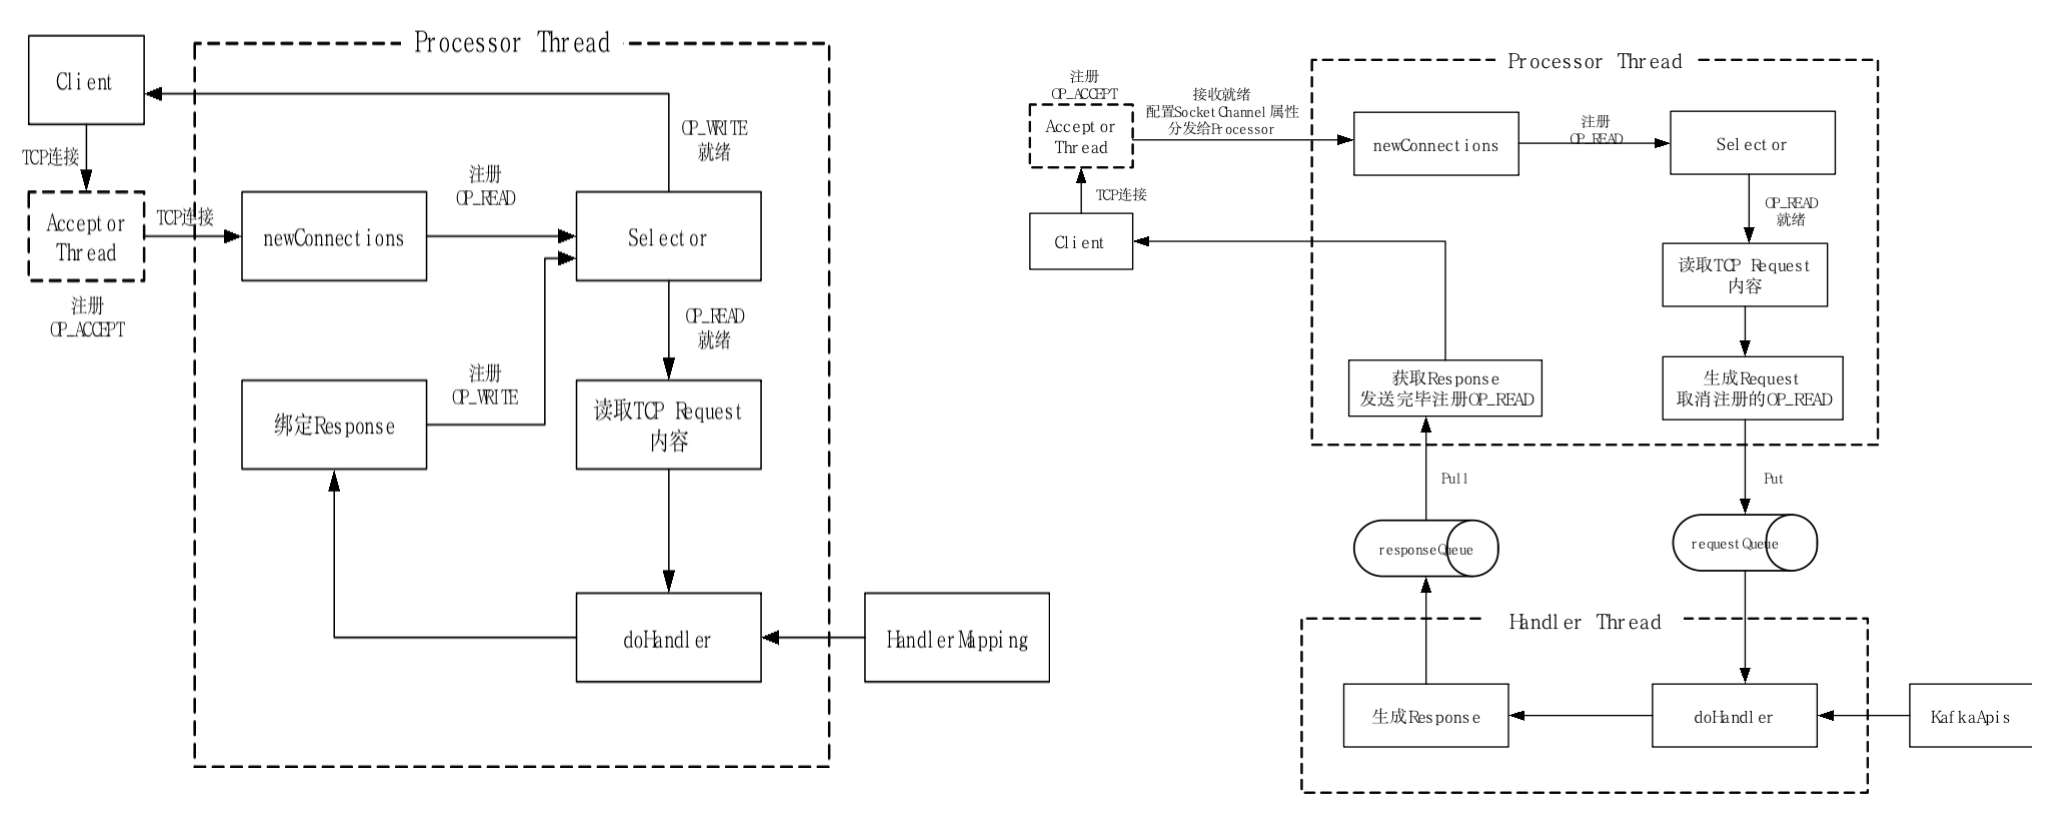 Processor Thread
Client
OP_WRITE
就绪
TCP连接
注册
OP_READ
Acceptor
Thread
TCP连接
newConnections
Selector
注册
OP_ACCEPT
OP_READ
就绪
注册
OP_WRITE
绑定Response
读取TCP Request
内容
doHandler
HandlerMapping
Processor Thread
注册
OP_ACCEPT
接收就绪
配置SocketChannel属性
分发给Processor
Acceptor
Thread
newConnections
注册
OP_READ
Selector
TCP连接
OP_READ
就绪
Client
读取TCP Request
内容
获取Response
发送完毕注册OP_READ
生成Request
取消注册的OP_READ
Pull
Put
responseQueue
requestQueue
Handler Thread
生成Response
doHandler
KafkaApis